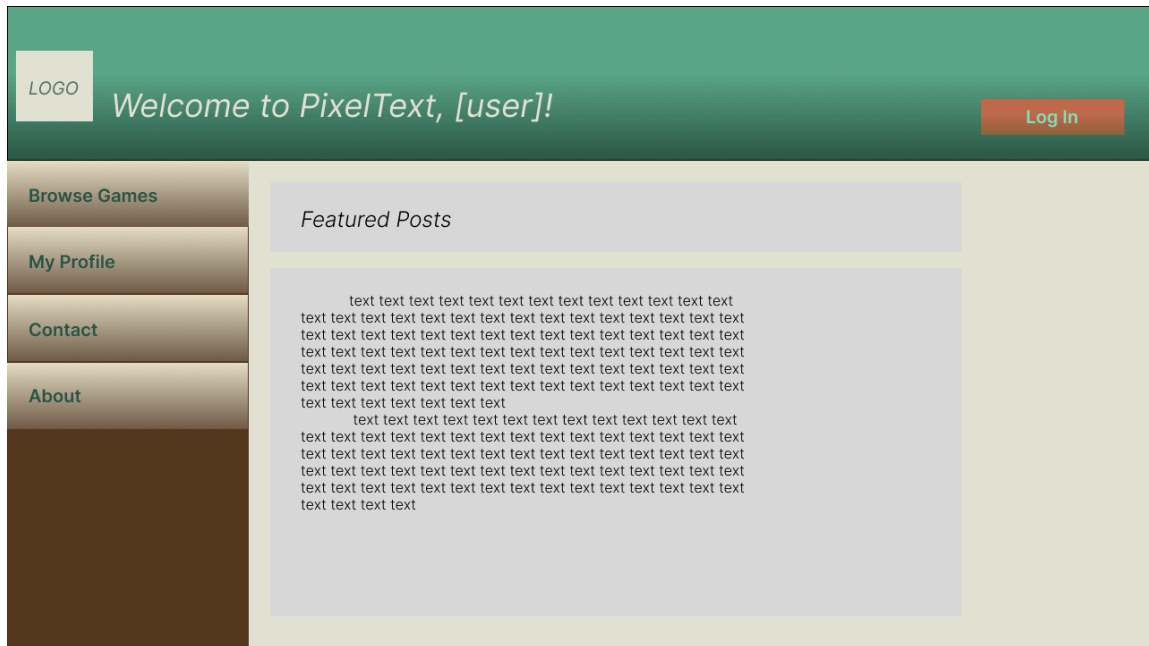 LOGO
Welcome to PixelText, [user]!
Log In
Browse Games
My Profile
Contact
About
Featured Posts
text text text text text text text text text text text text text
text text text text text text text text text text text text text text text
text text text text text text text text text text text text text text text
text text text text text text text text text text text text text text text
text text text text text text text text text text text text text text text
text text text text text text text text text text text text text text text
text text text text text text text
text text text text text text text text text text text text text
text text text text text text text text text text text text text text text
text text text text text text text text text text text text text text text
text text text text text text text text text text text text text text text
text text text text text text text text text text text text text text text
text text text text